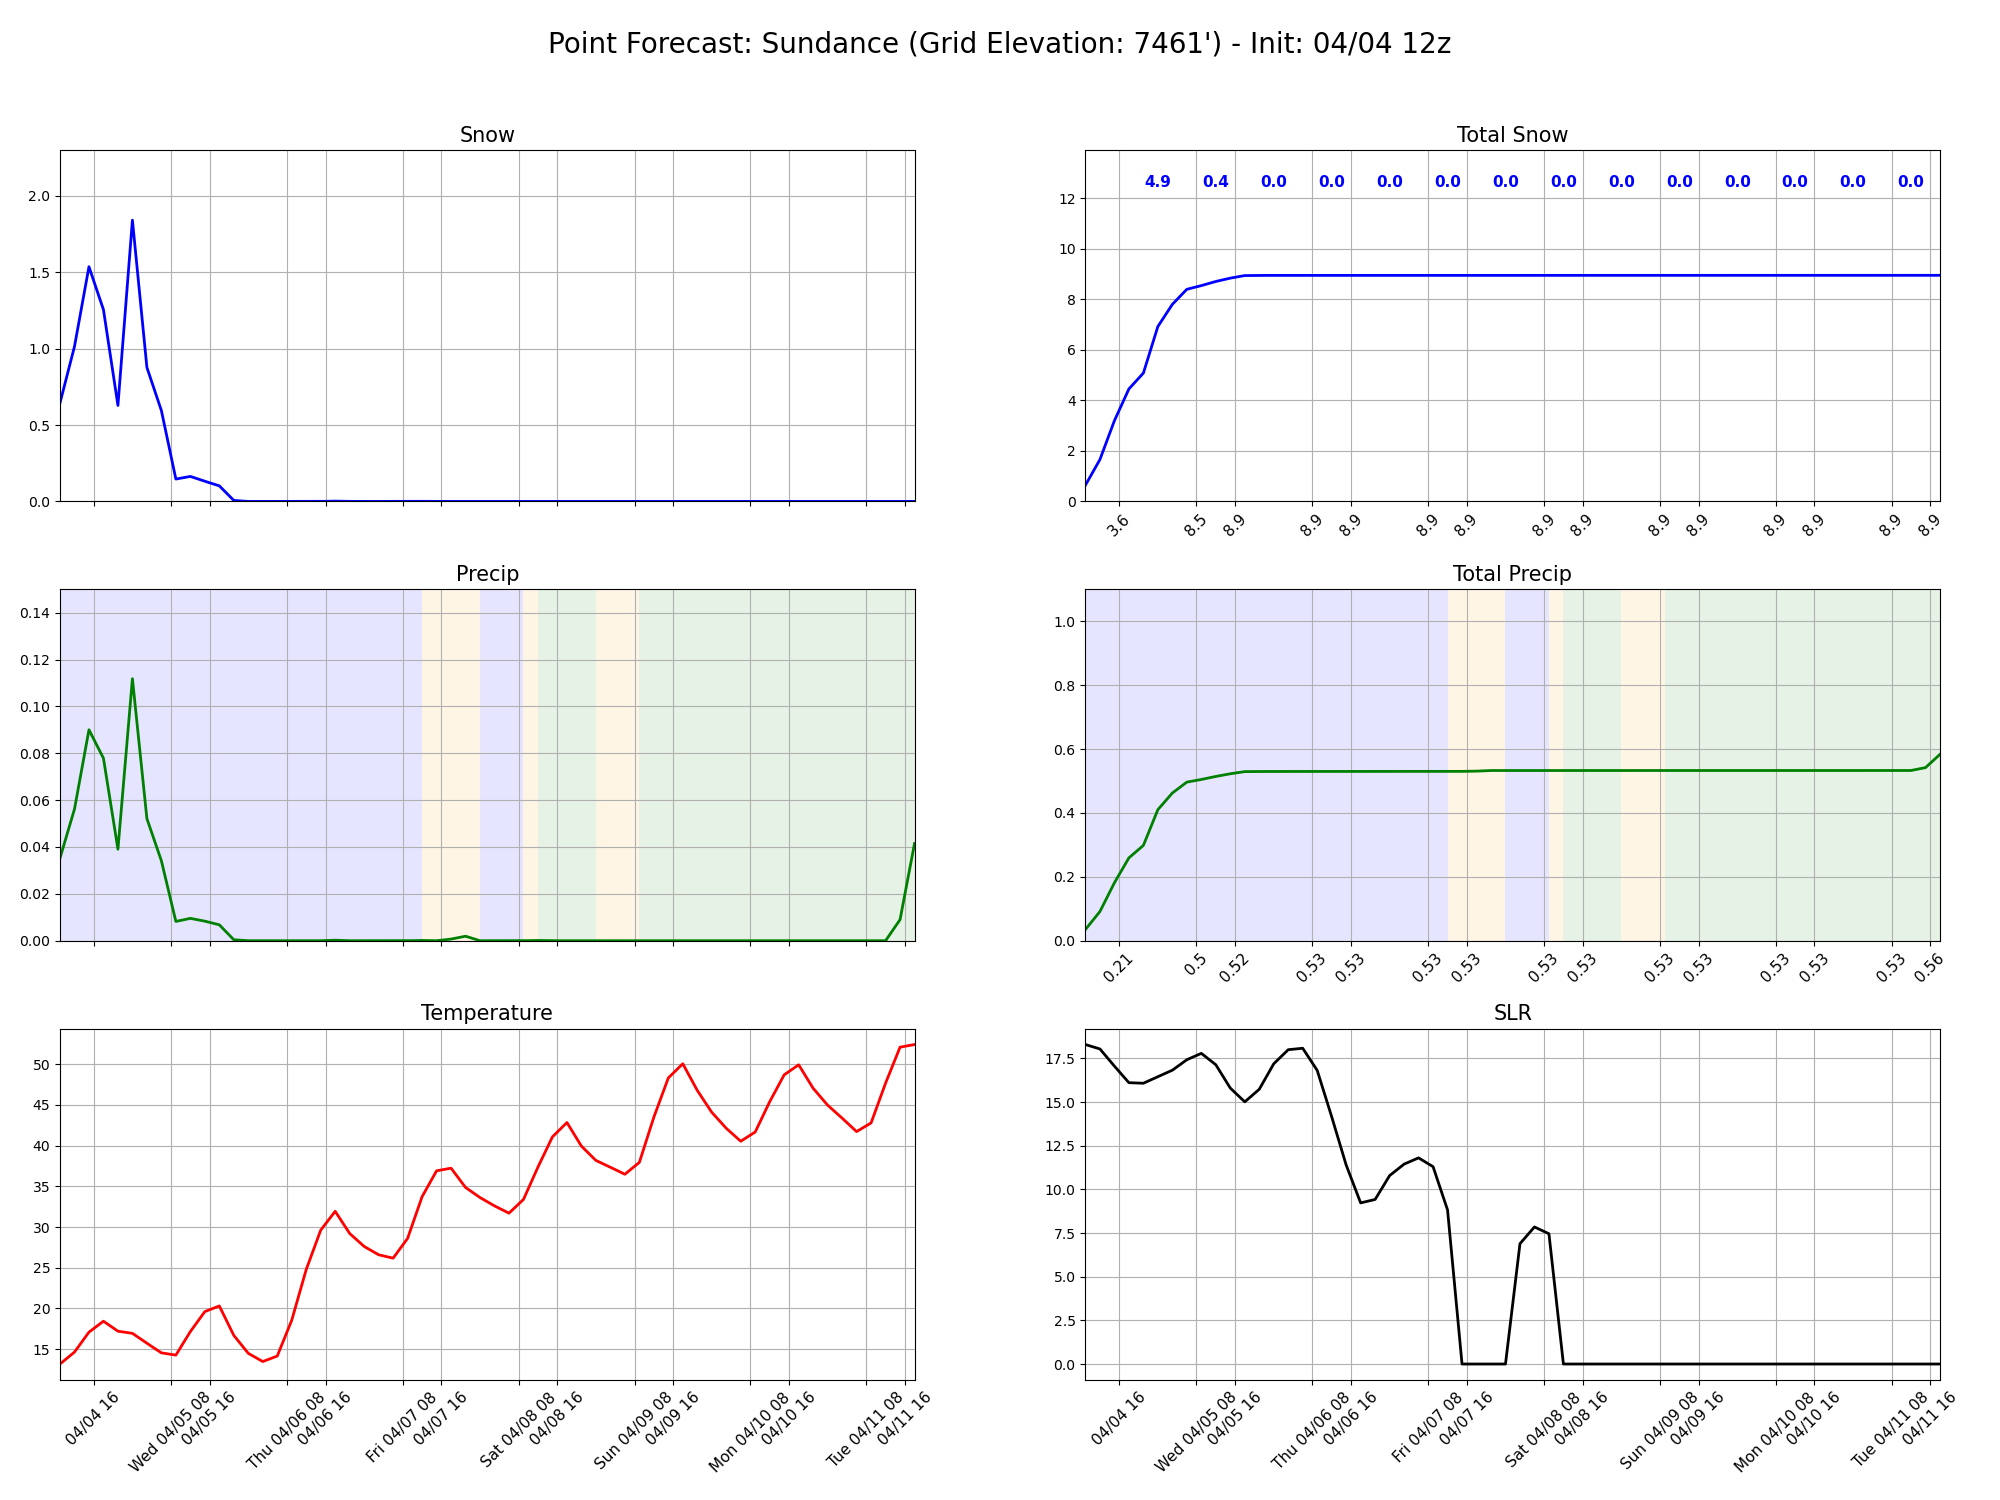 Point Forecast: Sundance (Grid Elevation: 7461') - Init: 04/04 12z
Snow
2.0
1.5
1.0
0.5
0.0
Total Snow
4.9 0.4 0.0 0.0 0.0 0.0 0.0 0.0 0.0 0.0 0.0 0.0 0.0 0.0
12
10
8
6
4
2
0
3.6 8.5 8.9 8.9 8.9 8.9 8.9 8.9 8.9 8.9 8.9 8.9 8.9 8.9 8.9
Precip
0.14
0.12
0.10
0.08
0.06
0.04
0.02
0.00
Total Precip
1.0
0.8
0.6
0.4
0.2
0.0
0.21 0.5 0.52 0.53 0.53 0.53 0.53 0.53 0.53 0.53 0.53 0.53 0.53 0.53 0.56
Temperature
50
45
40
35
30
25
20
15
04/04 16
Wed 04/05 08
04/05 16
Thu 04/06 08
04/06 16
Fri 04/07 08
04/07 16
Sat 04/08 08
04/08 16
Sun 04/09 08
04/09 16
Mon 04/10 08
04/10 16
Tue 04/11 08
04/11 16
SLR
17.5
15.0
12.5
10.0
7.5
5.0
2.5
0.0
04/04 16
Wed 04/05 08
04/05 16
Thu 04/06 08
04/06 16
Fri 04/07 08
04/07 16
Sat 04/08 08
04/08 16
Sun 04/09 08
04/09 16
Mon 04/10 08
04/10 16
Tue 04/11 08
04/11 16